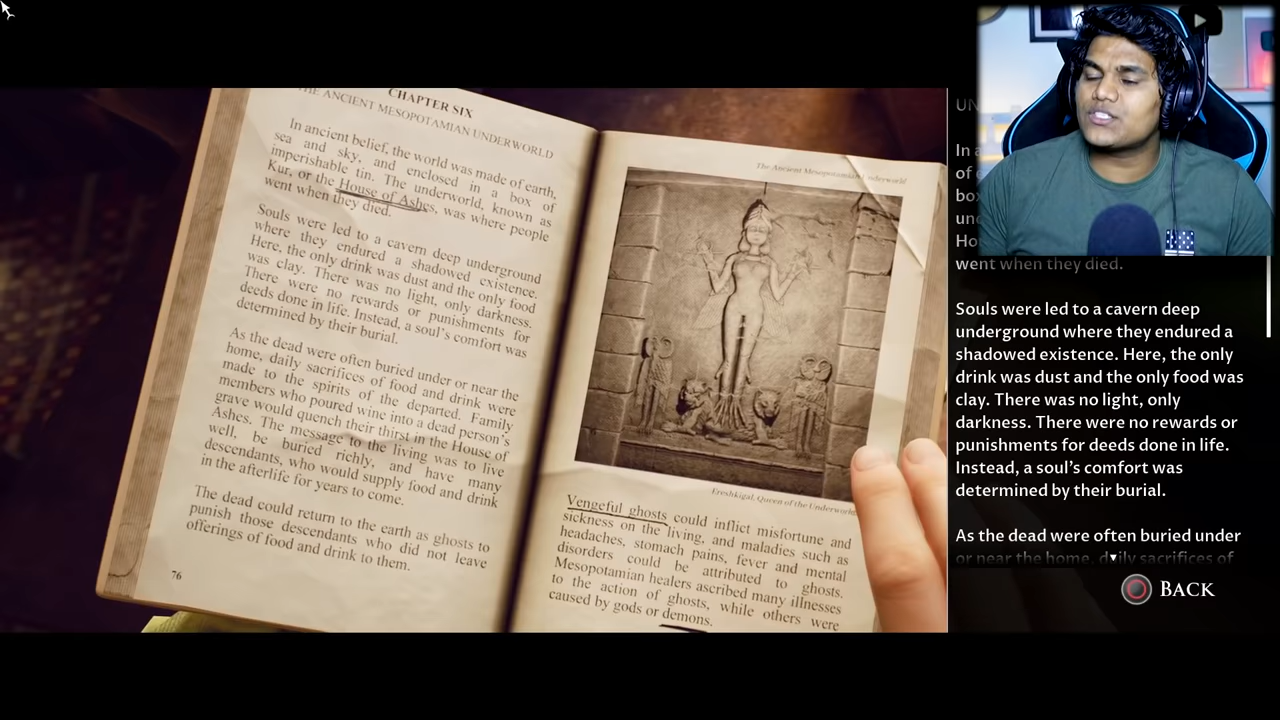 CHAPTER SIX
THE ANCIENT MESOPOTAMIAN UNDERWORLD
In ancient belief, the world was made of earth,
sea and sky, and enclosed in a box of
imperishable tin. The underworld, known as
Kur, or the House of Ashes, was where people
went when they died.
Souls were led to a cavern deep underground
where they endured a shadowed existence.
Here, the only drink was dust and the only food
was clay. There was no light, only darkness.
There were no rewards or punishments for
deeds done in life. Instead, a soul's comfort was
determined by their burial.
As the dead were often buried under or near the
home, daily sacrifices of food and drink were
made to the spirits of the departed. Family
members who poured wine into a dead person's
grave would quench their thirst in the House of
Ashes. The message to the living was to live
well, be buried richly, and have many
descendants, who would supply food and drink
in the afterlife for years to come.
The dead could return to the earth as ghosts to
punish those descendants who did not leave
offerings of food and drink to them.
76
The Ancient Mesopotamian Underworld
Ereshkigal, Queen of the Underworld
Vengeful ghosts could inflict misfortune and
sickness on the living, and maladies such as
headaches, stomach pains, fever and mental
disorders could be attributed to ghosts.
Mesopotamian healers ascribed many illnesses
to the action of ghosts, while others were
caused by gods or demons.
UN
In a
of e
box
und
Ho
went when they died.
Souls were led to a cavern deep
underground where they endured a
shadowed existence. Here, the only
drink was dust and the only food was
clay. There was no light, only
darkness. There were no rewards or
punishments for deeds done in life.
Instead, a soul's comfort was
determined by their burial.
As the dead were often buried under
or near the home, daily sacrifices of
BACK